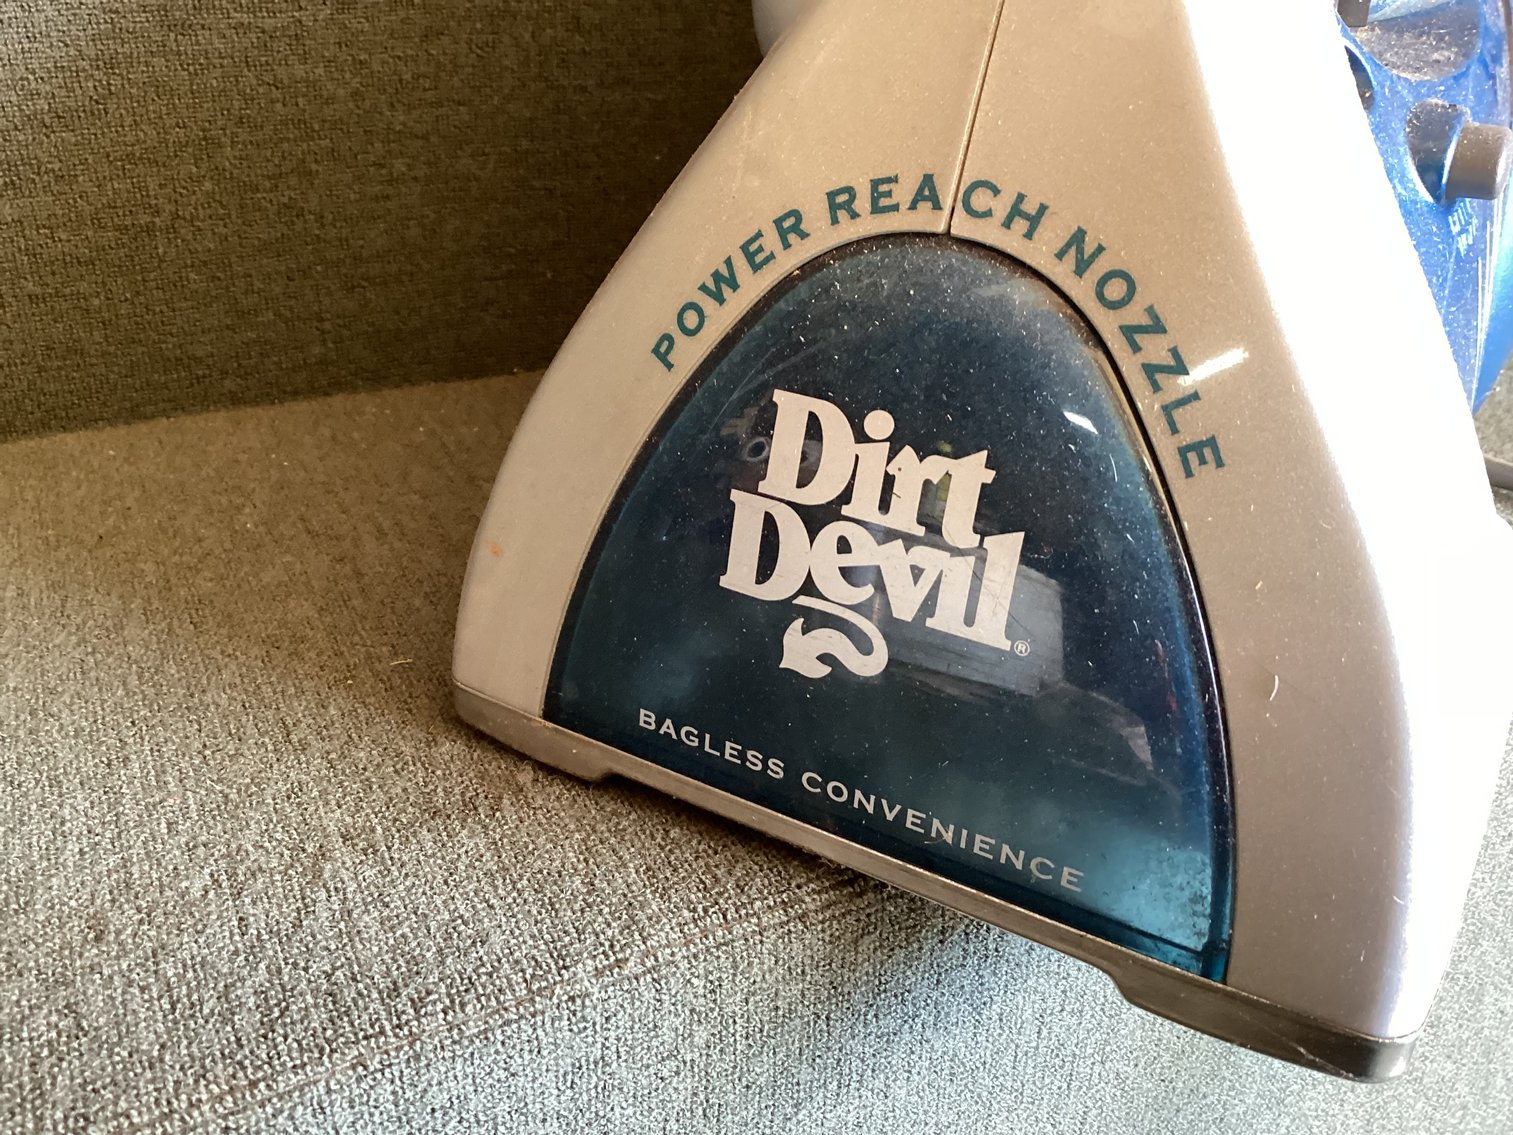 POWER REACH NOZZLE
Dirt
Devil®
BAGLESS CONVENIENCE